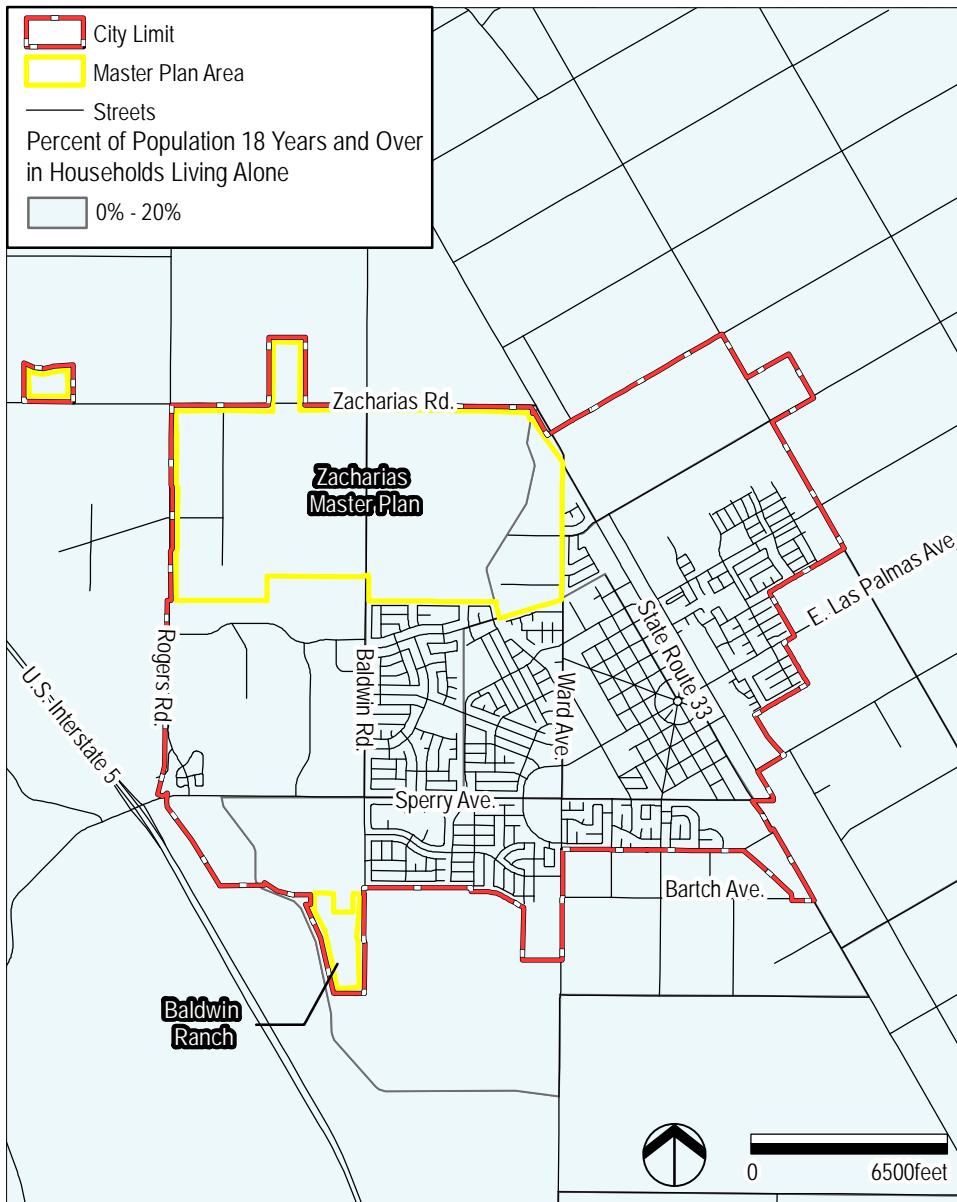 City Limit
Master Plan Area
Streets
Percent of Population 18 Years and Over
in Households Living Alone
0% - 20%
Zacharias Rd.
Zacharias
Master Plan
E. Las Palmas Ave.
State Route 33
Rogers Rd.
Baldwin Rd.
Ward Ave.
U.S. Interstate 5
Sperry Ave.
Bartch Ave.
Baldwin
Ranch
0
6500feet